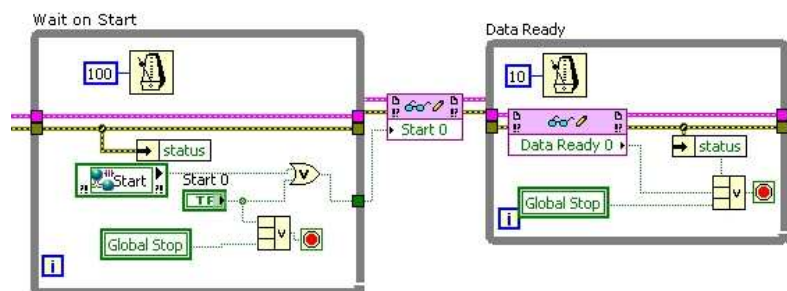 Wait on Start
100
status
Start
Start 0
TF
Global Stop
i
Start 0
Data Ready
10
Data Ready 0
status
Global Stop
i